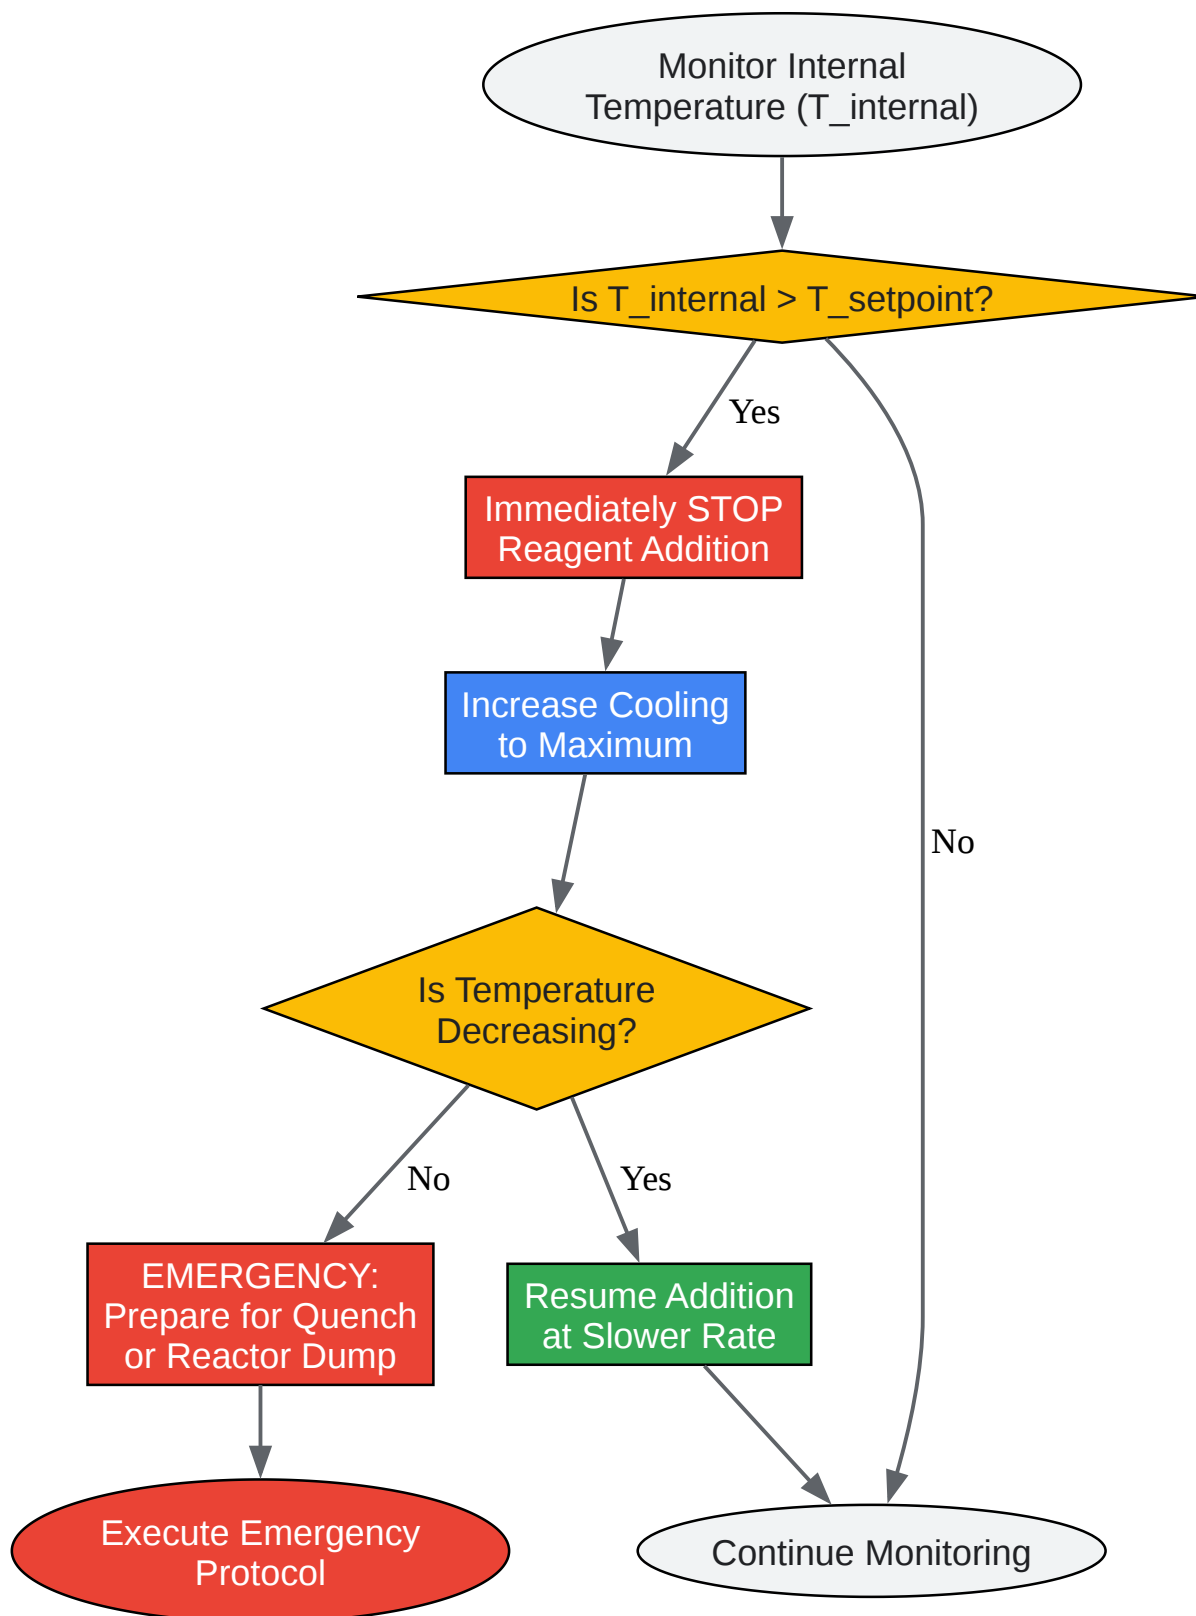 Monitor Internal
Temperature (T_internal)
Is T_internal > T_setpoint?
Yes
Immediately STOP
Reagent Addition
Increase Cooling
to Maximum
No
Is Temperature
Decreasing?
No
Yes
EMERGENCY:
Prepare for Quench
or Reactor Dump
Resume Addition
at Slower Rate
Execute Emergency
Protocol
Continue Monitoring